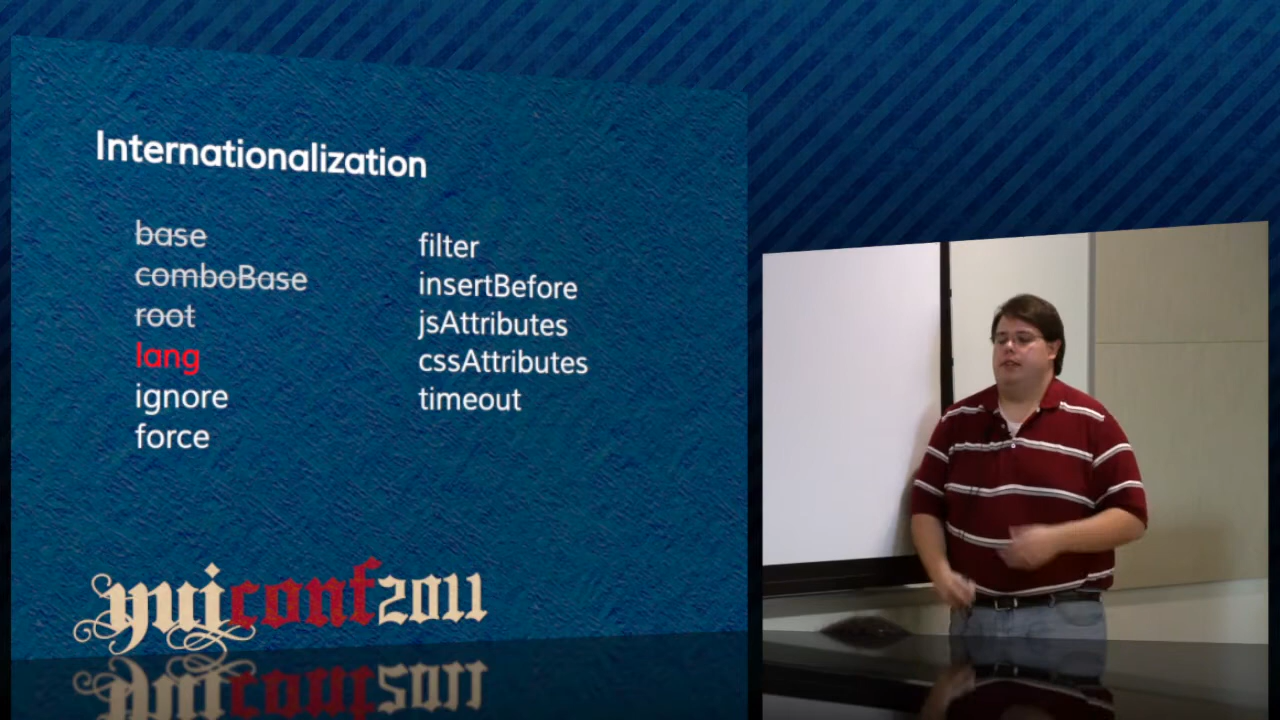 Internationalization
base
comboBase
root
lang
ignore
force
filter
insertBefore
jsAttributes
cssAttributes
timeout
yuiconf2011